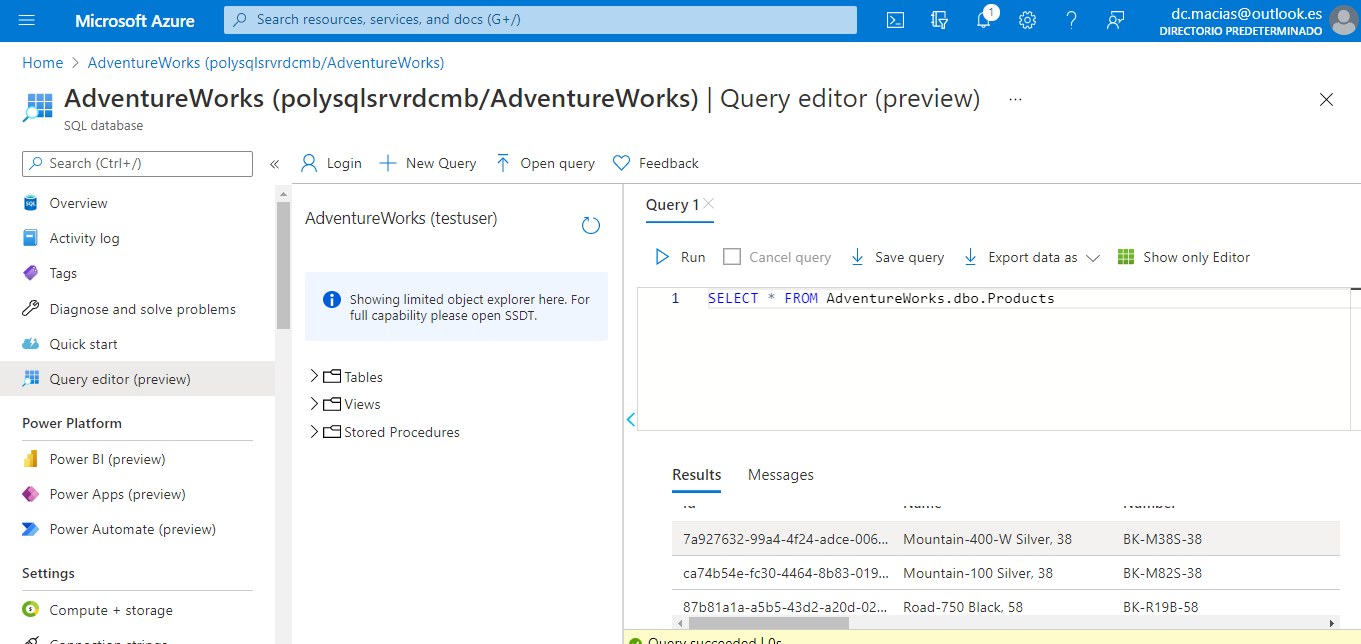 Microsoft Azure
Search resources, services, and docs (G+/)
1
dc.macias@outlook.es
DIRECTORIO PREDETERMINADO
Home > AdventureWorks (polysqlsrvrdcmb/AdventureWorks)
AdventureWorks (polysqlsrvrdcmb/AdventureWorks) | Query editor (preview) ...
SQL database
Search (Ctrl+/)
«
Login
New Query
Open query
Feedback
Overview
Activity log
Tags
Diagnose and solve problems
Quick start
Query editor (preview)
Power Platform
Power BI (preview)
Power Apps (preview)
Power Automate (preview)
Settings
Compute + storage
Connection strings
AdventureWorks (testuser)
Showing limited object explorer here. For
full capability please open SSDT.
Tables
Views
Stored Procedures
Query 1
Run
Cancel query
Save query
Export data as
Show only Editor
1 SELECT * FROM AdventureWorks.dbo.Products
Results
Messages
Id Name Number
7a927632-99a4-4f24-adce-006... Mountain-400-W Silver, 38 BK-M38S-38
ca74b54e-fc30-4464-8b83-019... Mountain-100 Silver, 38 BK-M82S-38
87b81a1a-a5b5-43d2-a20d-02... Road-750 Black, 58 BK-R19B-58
Query succeeded | 0s